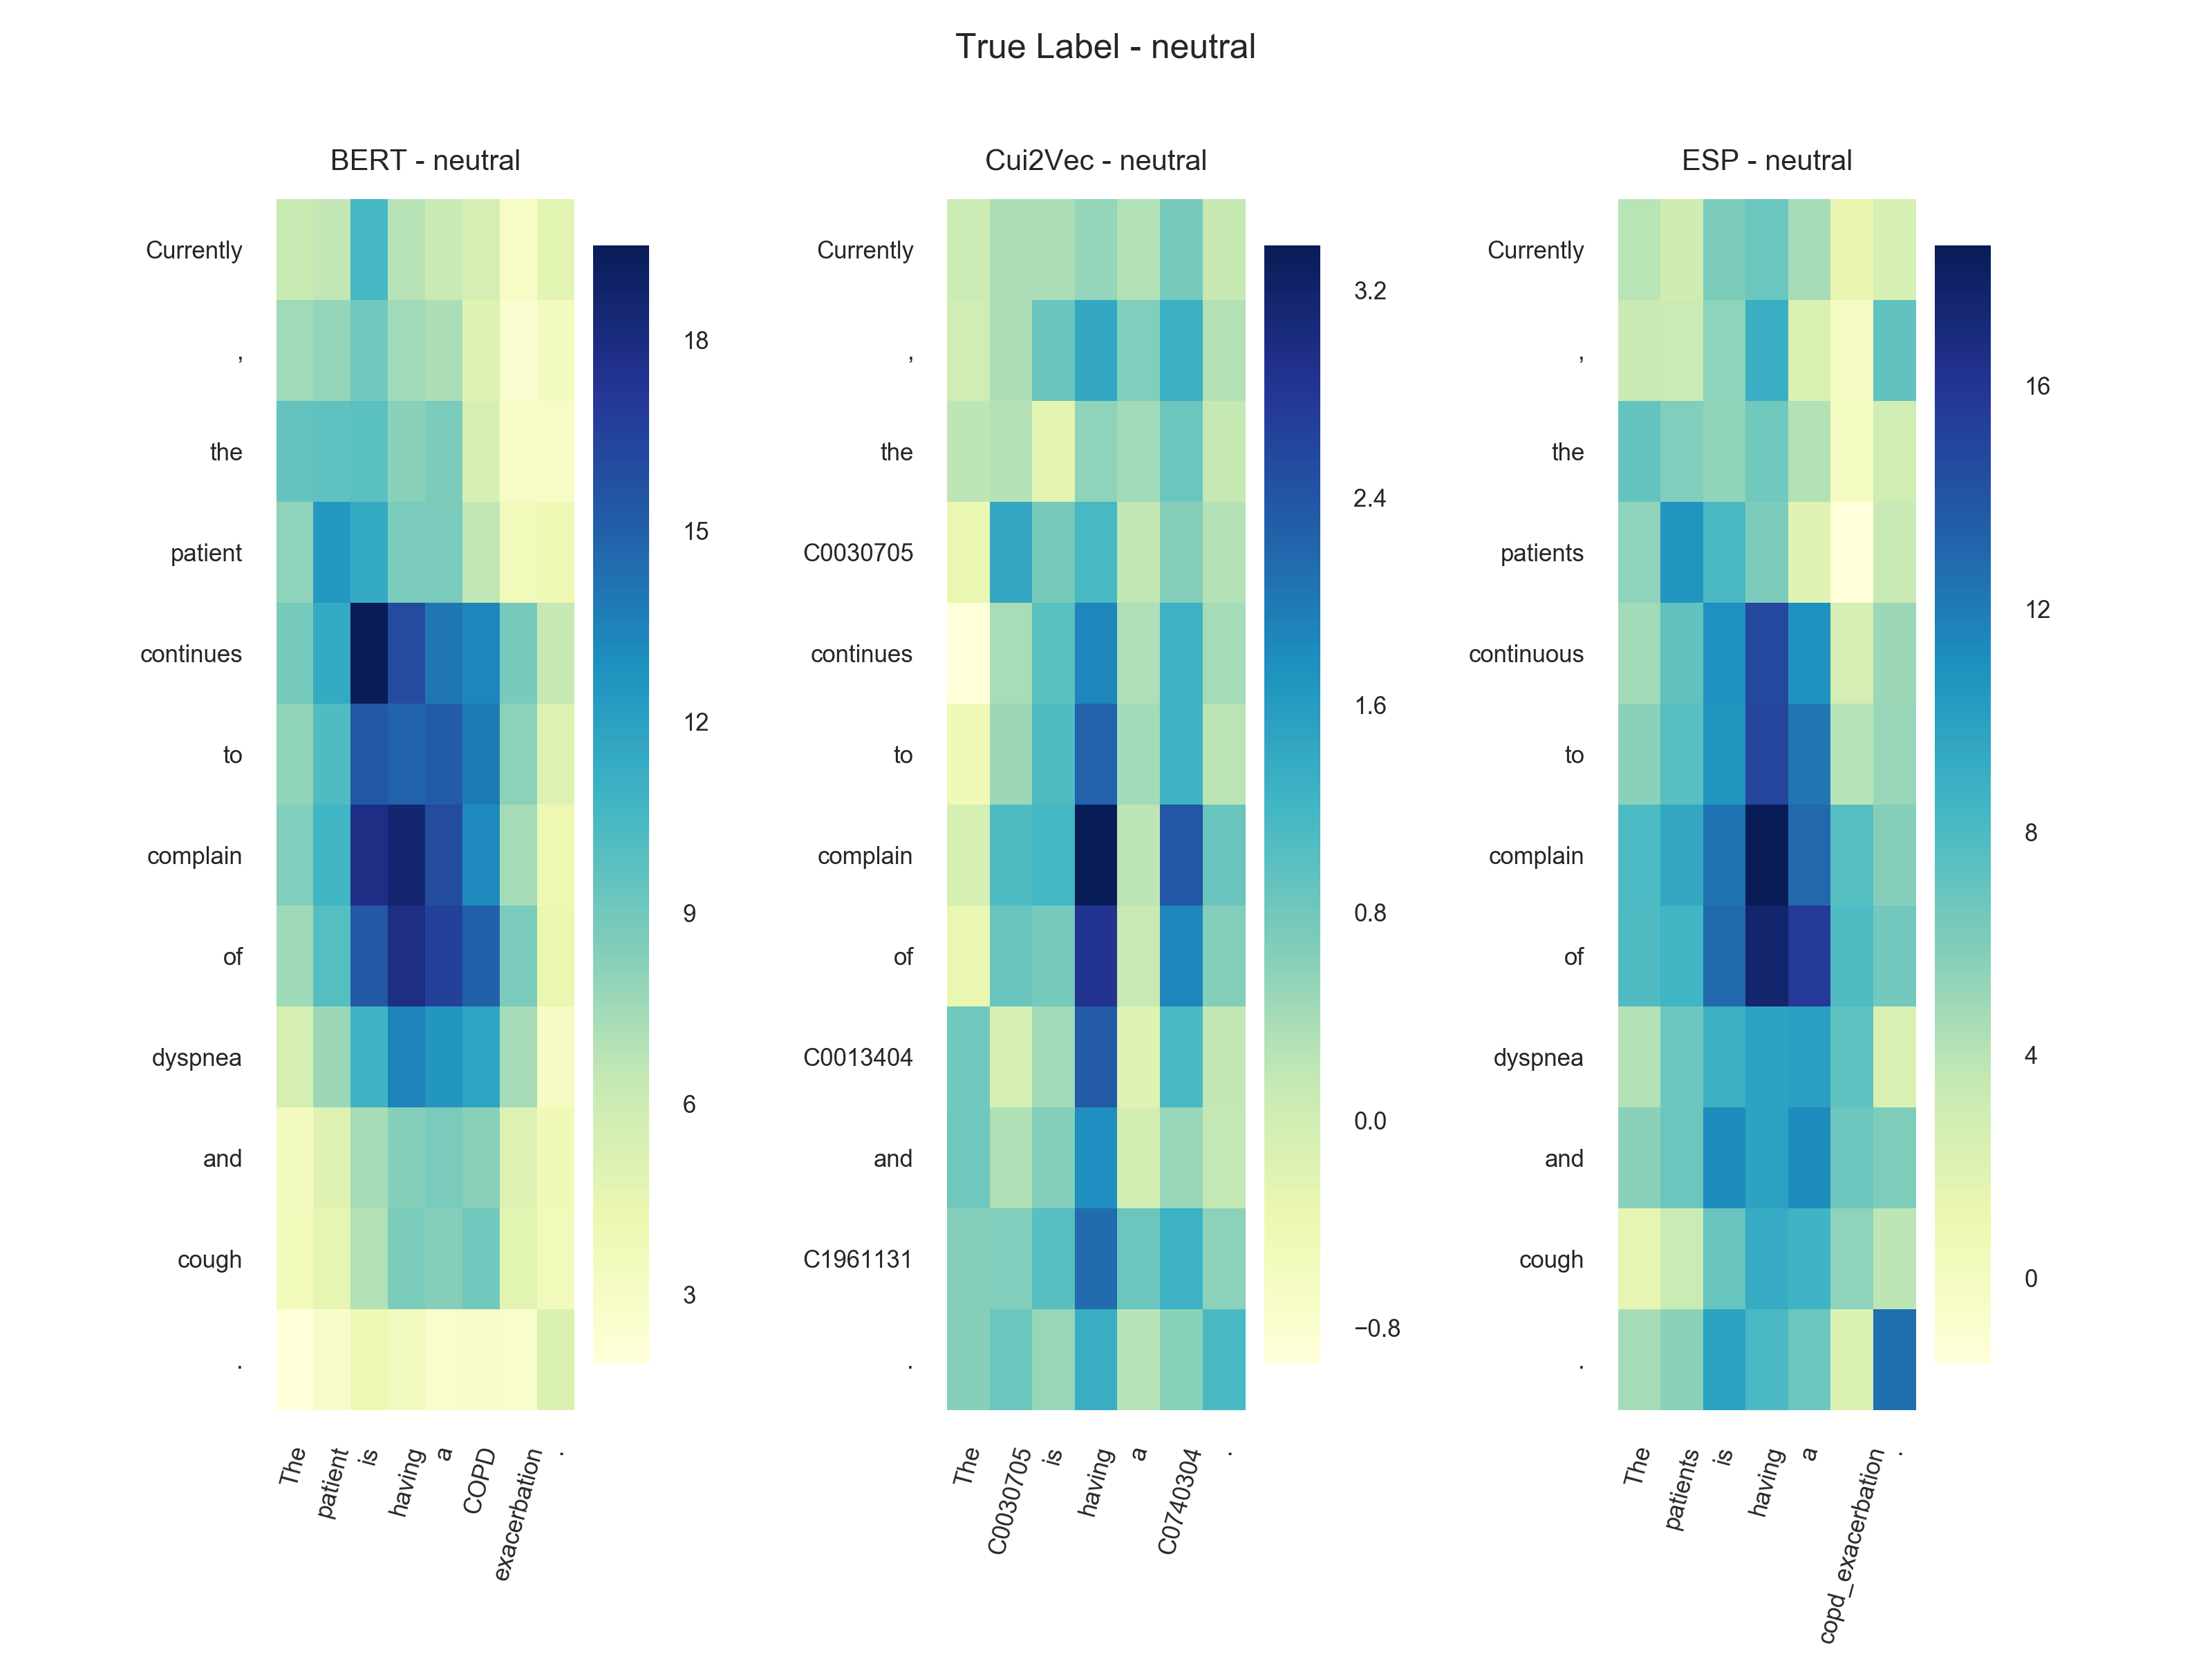 True Label - neutral
BERT - neutral
Currently
,
the
patient
continues
to
complain
of
dyspnea
and
cough
.
The
patient
is
having
a
COPD
exacerbation
.
18
15
12
9
6
3
Cui2Vec - neutral
Currently
,
the
C0030705
continues
to
complain
of
C0013404
and
C1961131
.
The
C0030705
is
having
a
C0740304
.
3.2
2.4
1.6
0.8
0.0
−0.8
ESP - neutral
Currently
,
the
patients
continuous
to
complain
of
dyspnea
and
cough
.
The
patients
is
having
a
copd_exacerbation
.
16
12
8
4
0